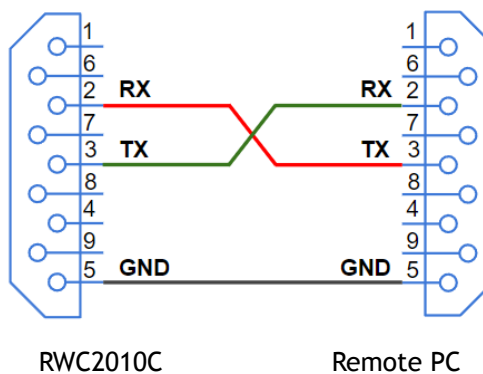 1 1
6 6
RX RX
2 2
7 7
TX TX
3 3
8 8
4 4
9 9
GND GND
5 5
RWC2010C Remote PC